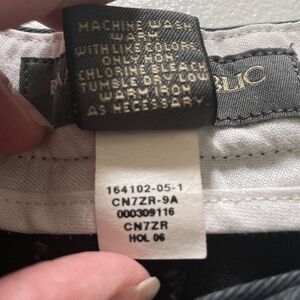 MACHINE WASH
WARM
WITH LIKE COLORS
ONLY NON
CHLORINE BLEACH
TUMBLE DRY LOW
WARM IRON
AS NECESSARY.
BLIC
164102-05-1
CN7ZR-9A
000309116
CN7ZR
HOL 06